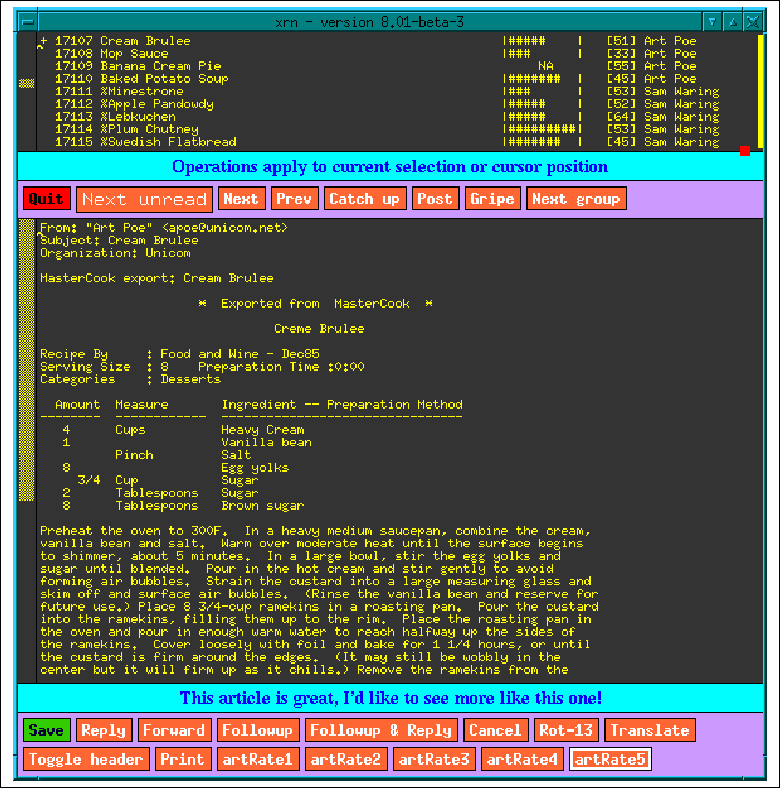 xrn - version 8.01-beta-3
+ 17107 Cream Brulee |##### | [51] Art Poe
17108 Mop Sauce |### | [33] Art Poe
17109 Banana Cream Pie NA [55] Art Poe
17110 Baked Potato Soup |####### | [45] Art Poe
17111 %Minestrone |### | [53] Sam Waring
17112 %Apple Pandowdy |##### | [52] Sam Waring
17113 %Lebkuchen |##### | [64] Sam Waring
17114 %Plum Chutney |#########| [53] Sam Waring
17115 %Swedish Flatbread |######## | [45] Sam Waring
Operations apply to current selection or cursor position
Quit Next unread Next Prev Catch up Post Gripe Next group
From: "Art Poe" <apoe@unicom.net>
Subject: Cream Brulee
Organization: Unicom
MasterCook export: Cream Brulee
* Exported from MasterCook *
Creme Brulee
Recipe By : Food and Wine - Dec85
Serving Size : 8 Preparation Time :0:00
Categories : Desserts
Amount Measure Ingredient -- Preparation Method
-------- ------------ --------------------------------
4 Cups Heavy Cream
1 Vanilla bean
Pinch Salt
8 Egg yolks
3/4 Cup Sugar
2 Tablespoons Sugar
8 Tablespoons Brown sugar
Preheat the oven to 300F. In a heavy medium saucepan, combine the cream,
vanilla bean and salt. Warm over moderate heat until the surface begins
to shimmer, about 5 minutes. In a large bowl, stir the egg yolks and
sugar until blended. Pour in the hot cream and stir gently to avoid
forming air bubbles. Strain the custard into a large measuring glass and
skim off and surface air bubbles. (Rinse the vanilla bean and reserve for
future use.) Place 8 3/4-cup ramekins in a roasting pan. Pour the custard
into the ramekins, filling them up to the rim. Place the roasting pan in
the oven and pour in enough warm water to reach halfway up the sides of
the ramekins. Cover loosely with foil and bake for 1 1/4 hours, or until
the custard is firm around the edges. (It may still be wobbly in the
center but it will firm up as it chills.) Remove the ramekins from the
This article is great, I'd like to see more like this one!
Save Reply Forward Followup Followup & Reply Cancel Rot-13 Translate
Toggle header Print artRate1 artRate2 artRate3 artRate4 artRate5